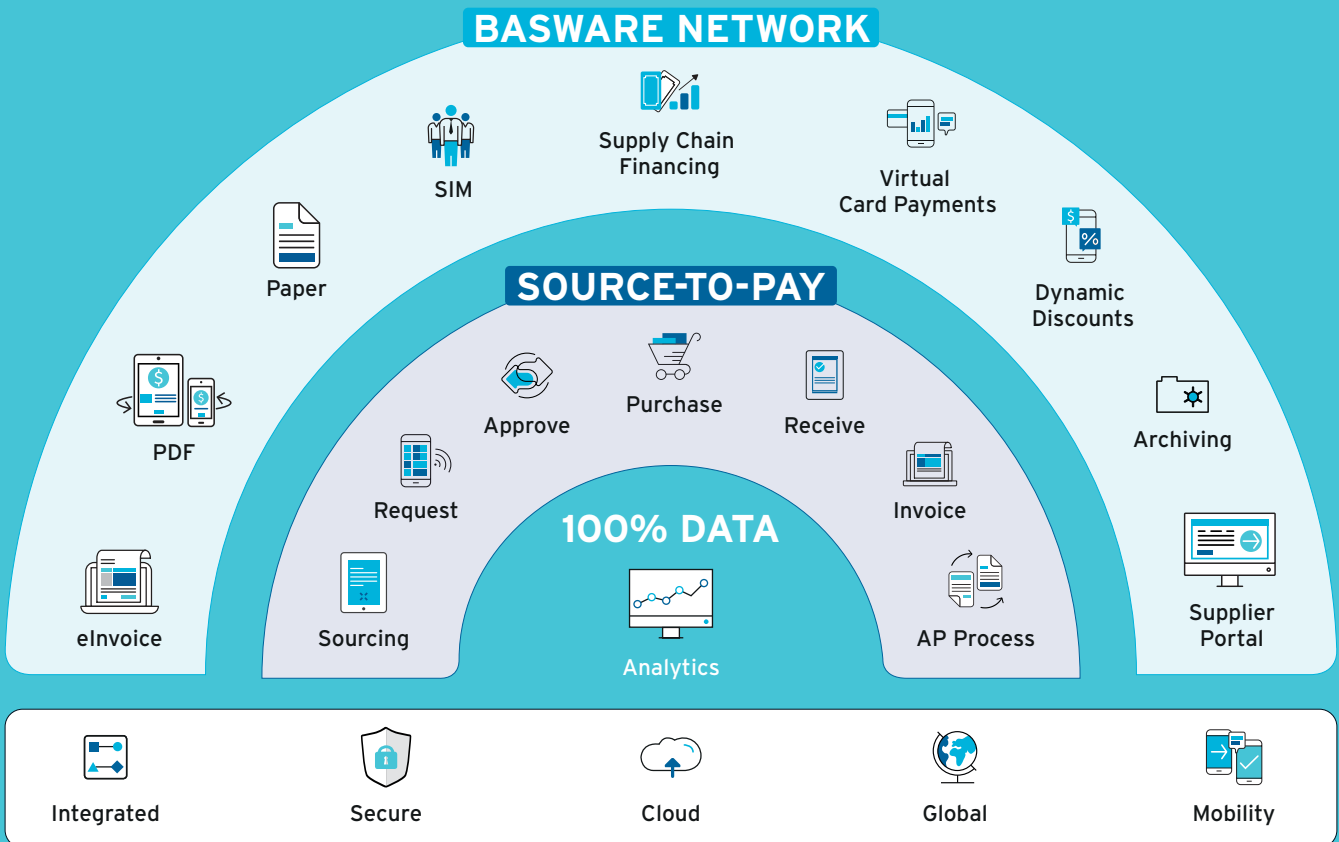 BASWARE NETWORK
eInvoice
PDF
Paper
SIM
Supply Chain
Financing
Virtual
Card Payments
Dynamic
Discounts
Archiving
Supplier
Portal
SOURCE-TO-PAY
Sourcing
Request
Approve
Purchase
Receive
Invoice
AP Process
100% DATA
Analytics
Integrated
Secure
Cloud
Global
Mobility